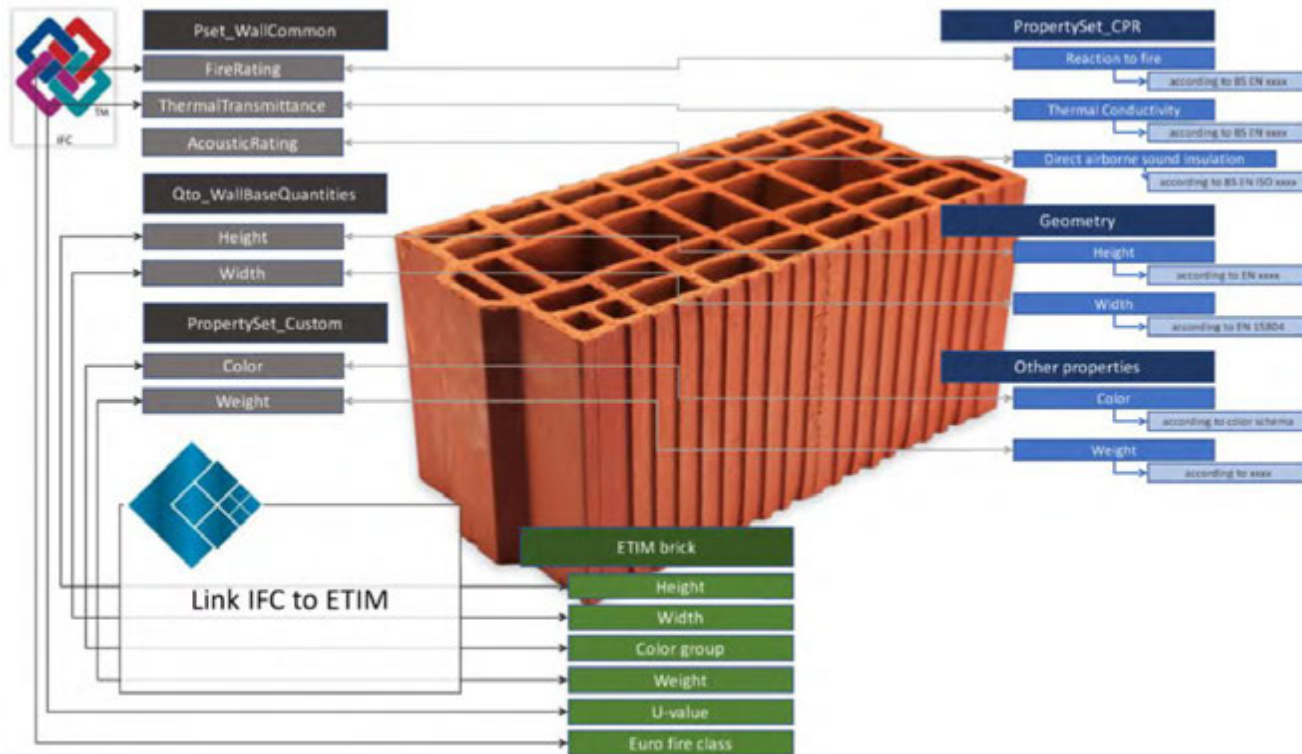 IFC
TM
Pset_WallCommon
FireRating
ThermalTransmittance
AcousticRating
Qto_WallBaseQuantities
Height
Width
PropertySet_Custom
Color
Weight
Link IFC to ETIM
ETIM brick
Height
Width
Color group
Weight
U-value
Euro fire class
PropertySet_CPR
Reaction to fire
according to BS EN xxxx
Thermal Conductivity
according to BS EN xxxx
Direct airborne sound insulation
according to BS EN ISO xxxx
Geometry
Height
according to EN xxxx
Width
according to EN 15804
Other properties
Color
according to color schema
Weight
according to xxxx